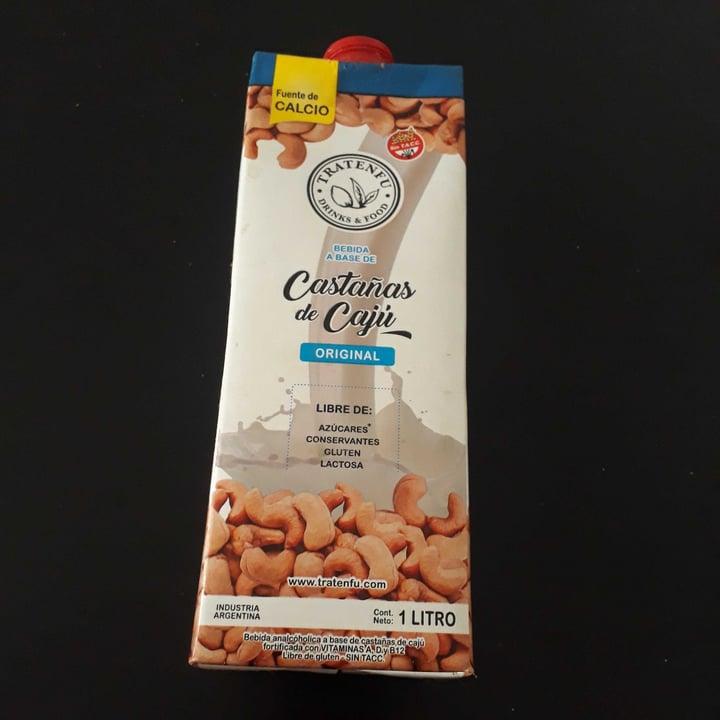 Fuente de
CALCIO
Sin T.A.C.C.
TRATENFU
DRINKS & FOOD
BEBIDA
A BASE DE
Castañas
de Cajú
ORIGINAL
LIBRE DE:
AZÚCARES*
CONSERVANTES
GLUTEN
LACTOSA
www.tratenfu.com
INDUSTRIA
ARGENTINA
Cont.
Neto: 1 LITRO
Bebida analcóholica a base de castañas de cajú
fortificada con VITAMINAS A, D y B12
Libre de gluten - SIN TACC.